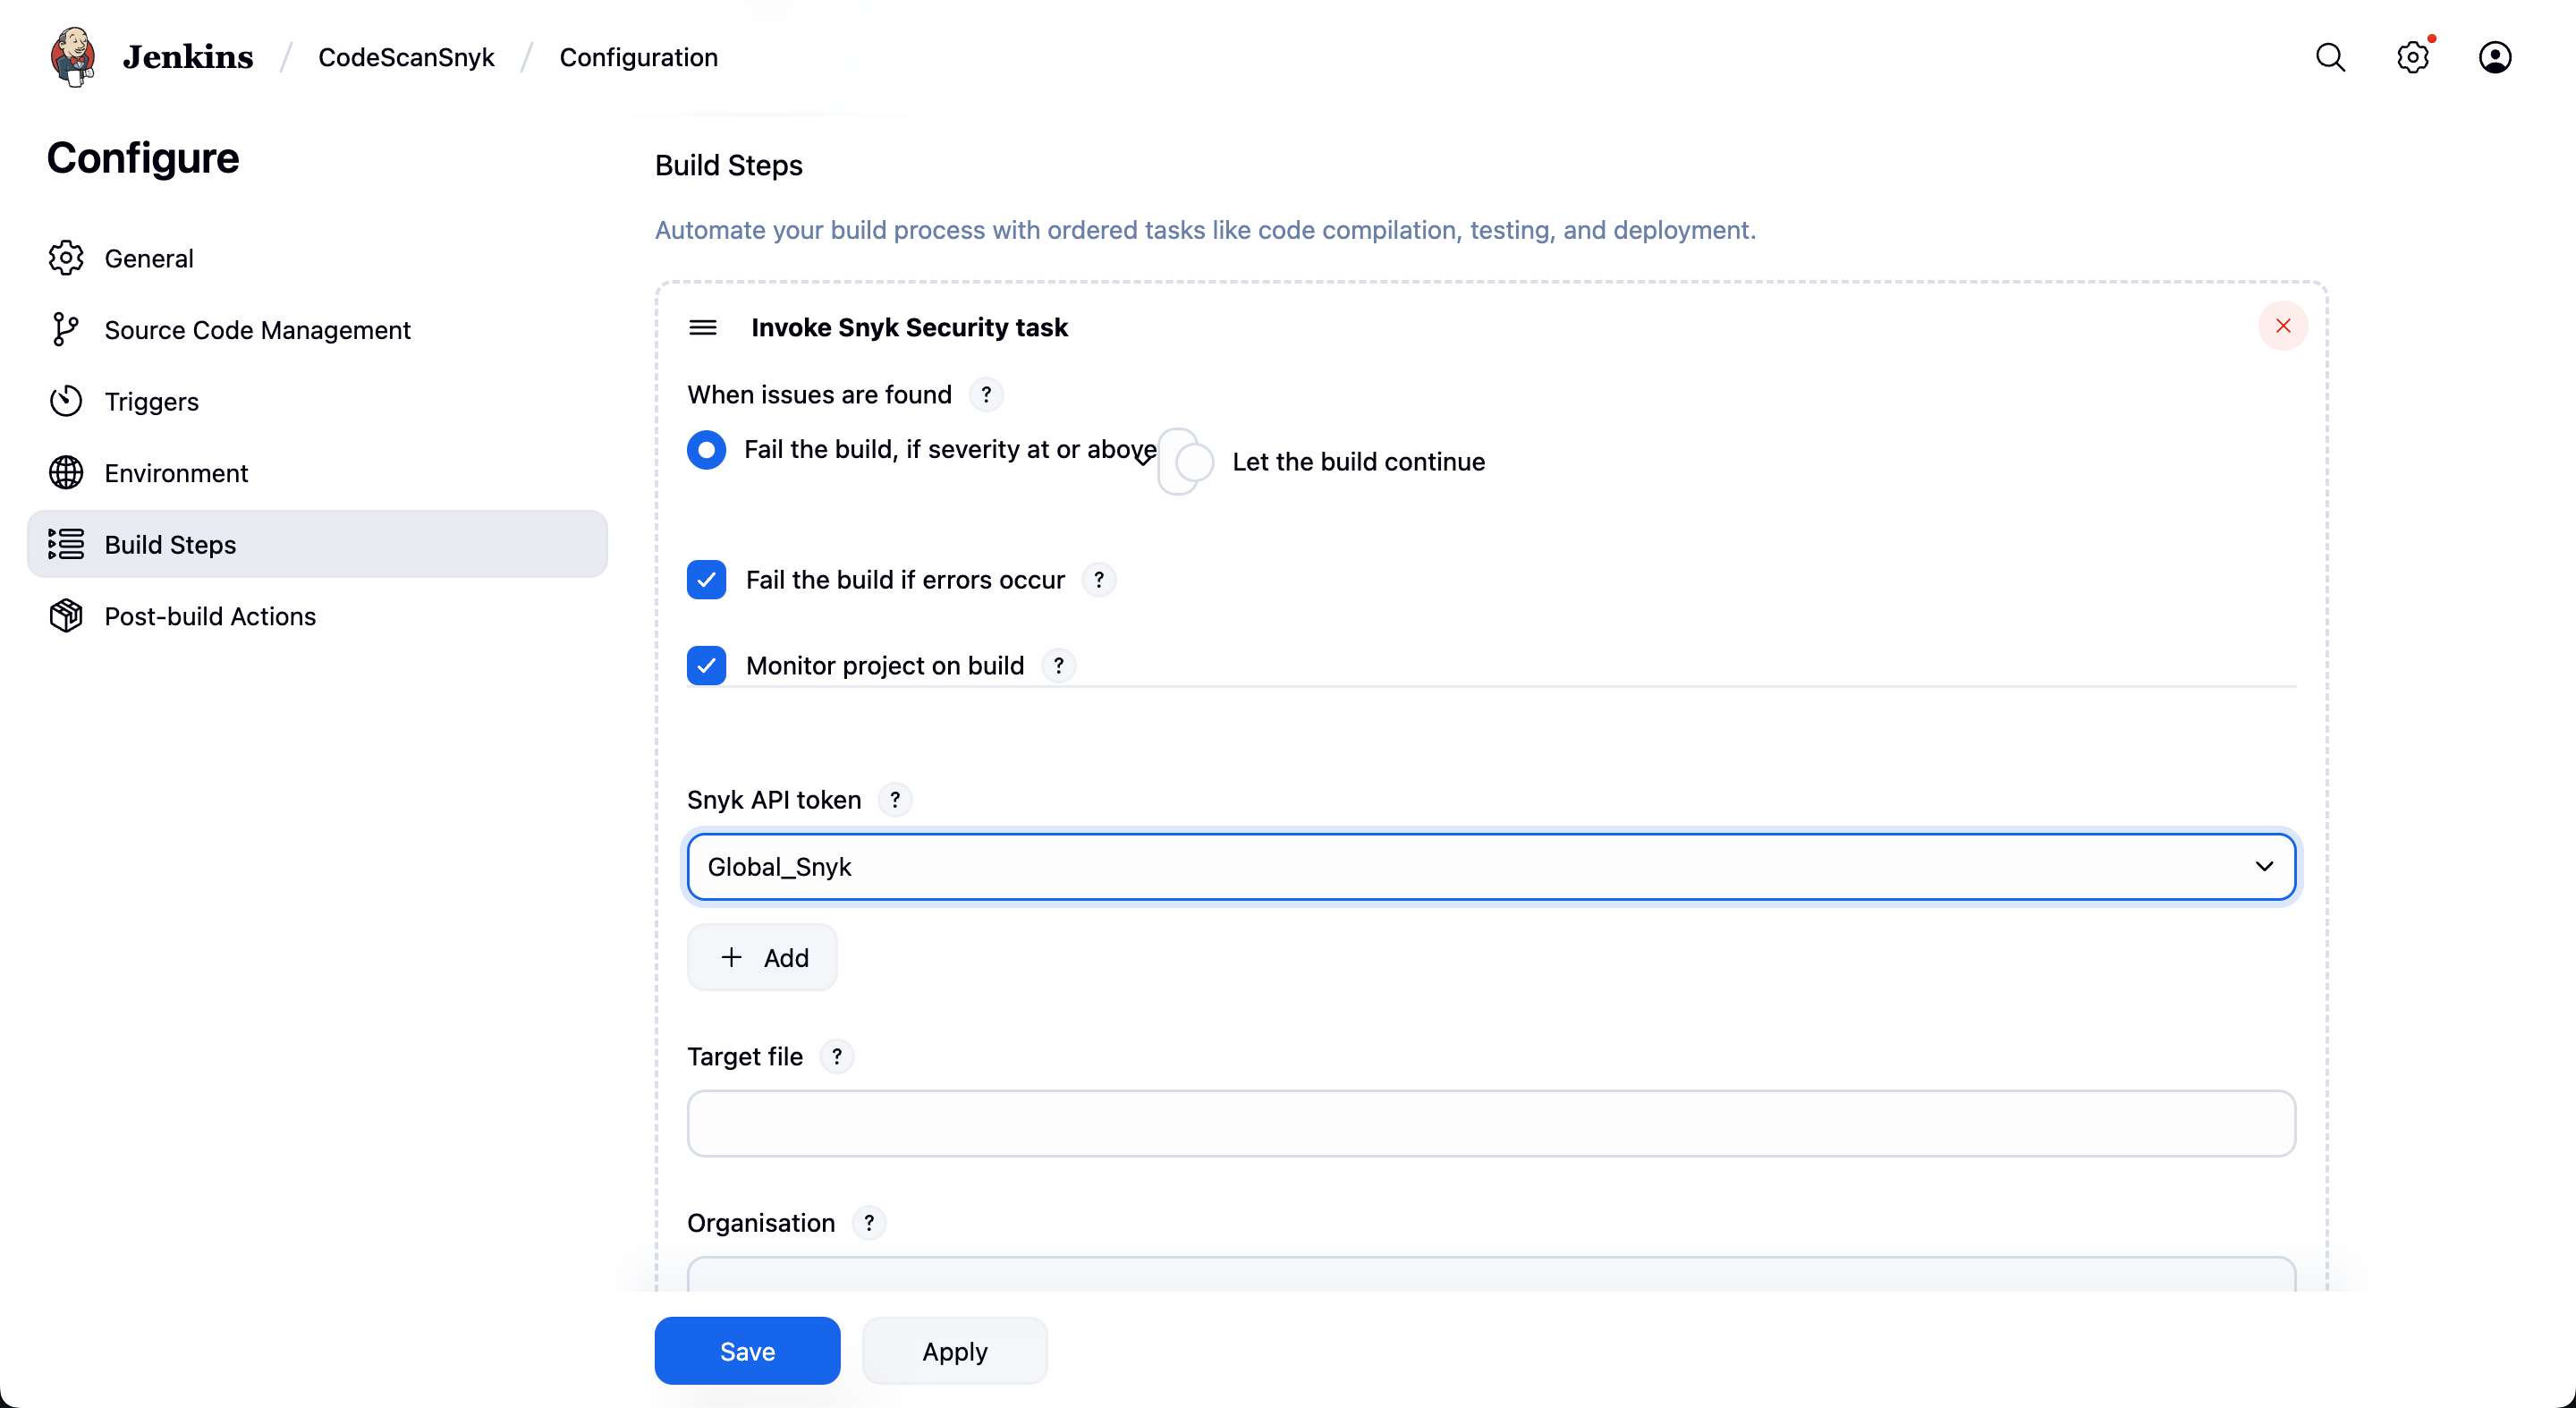 Jenkins / CodeScanSnyk / Configuration
Configure
General
Source Code Management
Triggers
Environment
Build Steps
Post-build Actions
Build Steps
Automate your build process with ordered tasks like code compilation, testing, and deployment.
Invoke Snyk Security task
When issues are found ?
Fail the build, if severity at or above Let the build continue
Fail the build if errors occur ?
Monitor project on build ?
Snyk API token ?
Global_Snyk
+ Add
Target file ?
Organisation ?
Save Apply